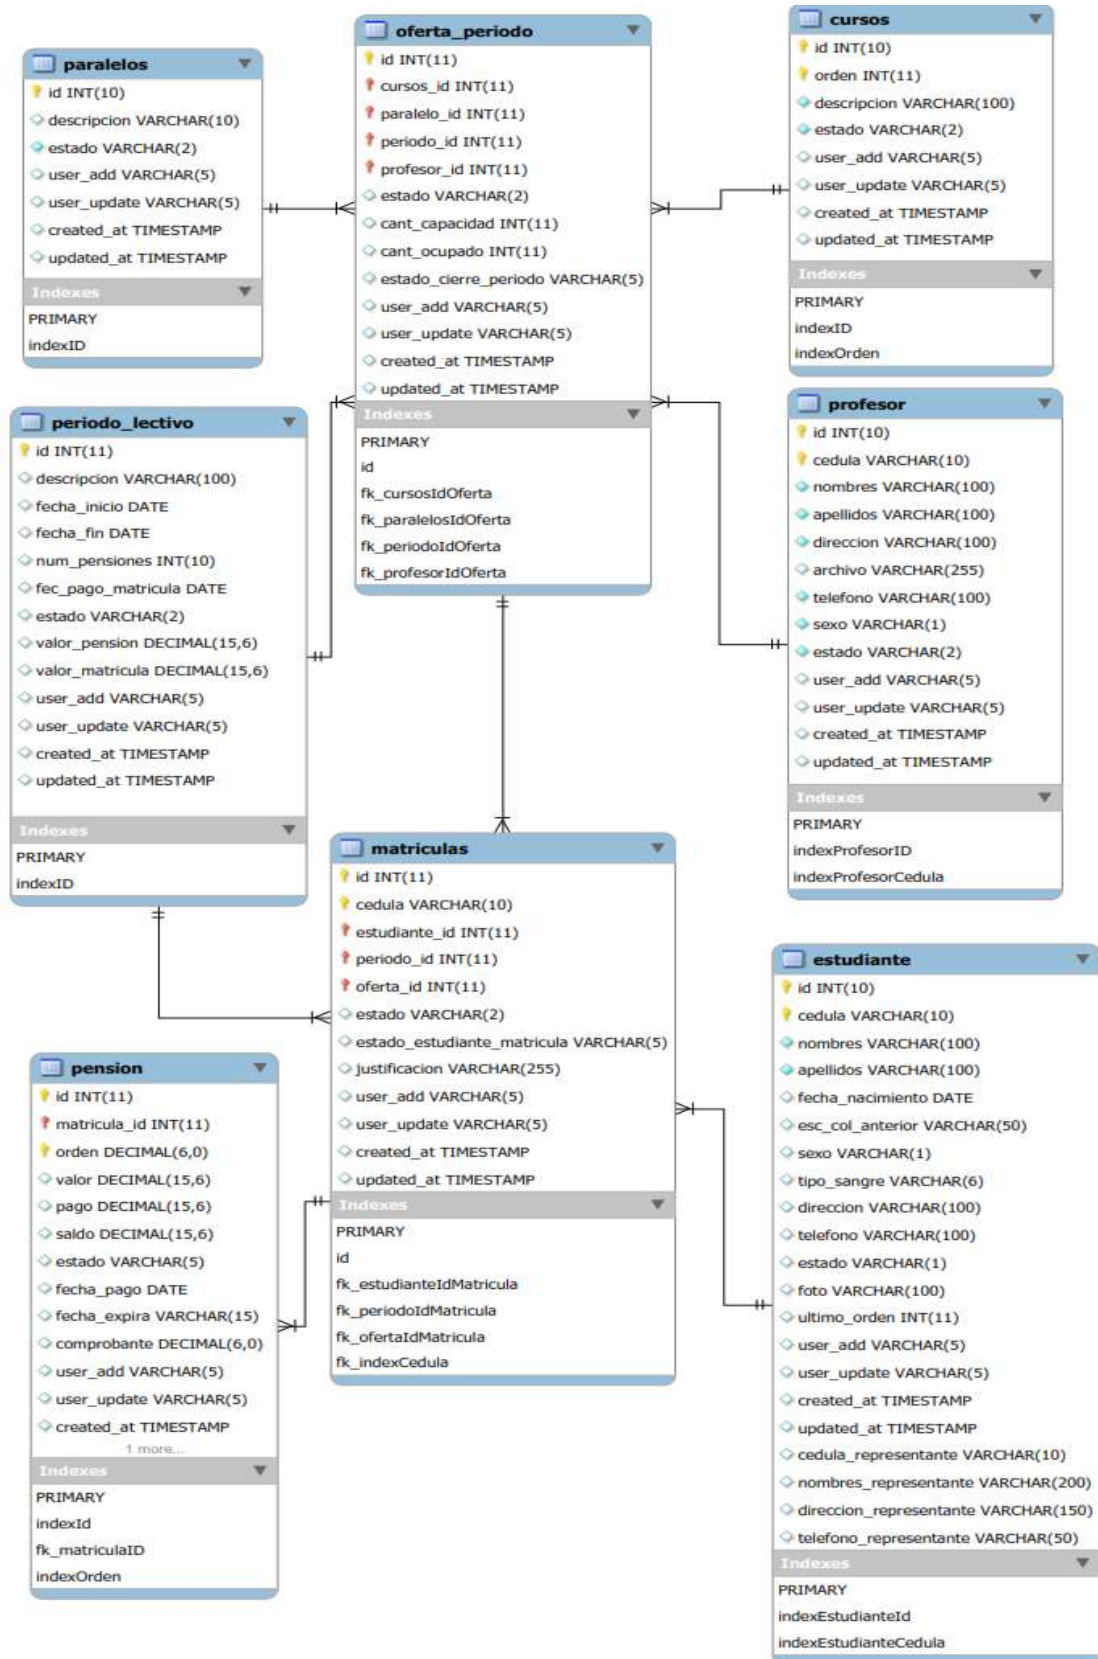 paralelos
id INT(10)
descripcion VARCHAR(10)
estado VARCHAR(2)
user_add VARCHAR(5)
user_update VARCHAR(5)
created_at TIMESTAMP
updated_at TIMESTAMP
Indexes
PRIMARY
indexID
oferta_periodo
id INT(11)
cursos_id INT(11)
paralelo_id INT(11)
periodo_id INT(11)
profesor_id INT(11)
estado VARCHAR(2)
cant_capacidad INT(11)
cant_ocupado INT(11)
estado_cierre_periodo VARCHAR(5)
user_add VARCHAR(5)
user_update VARCHAR(5)
created_at TIMESTAMP
updated_at TIMESTAMP
Indexes
PRIMARY
id
fk_cursosIdOferta
fk_paralelosIdOferta
fk_periodoIdOferta
fk_profesorIdOferta
cursos
id INT(10)
orden INT(11)
descripcion VARCHAR(100)
estado VARCHAR(2)
user_add VARCHAR(5)
user_update VARCHAR(5)
created_at TIMESTAMP
updated_at TIMESTAMP
Indexes
PRIMARY
indexID
indexOrden
periodo_lectivo
id INT(11)
descripcion VARCHAR(100)
fecha_inicio DATE
fecha_fin DATE
num_pensiones INT(10)
fec_pago_matricula DATE
estado VARCHAR(2)
valor_pension DECIMAL(15,6)
valor_matricula DECIMAL(15,6)
user_add VARCHAR(5)
user_update VARCHAR(5)
created_at TIMESTAMP
updated_at TIMESTAMP
Indexes
PRIMARY
indexID
profesor
id INT(10)
cedula VARCHAR(10)
nombres VARCHAR(100)
apellidos VARCHAR(100)
direccion VARCHAR(100)
archivo VARCHAR(255)
telefono VARCHAR(100)
sexo VARCHAR(1)
estado VARCHAR(2)
user_add VARCHAR(5)
user_update VARCHAR(5)
created_at TIMESTAMP
updated_at TIMESTAMP
Indexes
PRIMARY
indexProfesorID
indexProfesorCedula
matriculas
id INT(11)
cedula VARCHAR(10)
estudiante_id INT(11)
periodo_id INT(11)
oferta_id INT(11)
estado VARCHAR(2)
estado_estudiante_matricula VARCHAR(5)
justificacion VARCHAR(255)
user_add VARCHAR(5)
user_update VARCHAR(5)
created_at TIMESTAMP
updated_at TIMESTAMP
Indexes
PRIMARY
id
fk_estudianteIdMatricula
fk_periodoIdMatricula
fk_ofertaIdMatricula
fk_indexCedula
pension
id INT(11)
matricula_id INT(11)
orden DECIMAL(6,0)
valor DECIMAL(15,6)
pago DECIMAL(15,6)
saldo DECIMAL(15,6)
estado VARCHAR(5)
fecha_pago DATE
fecha_expira VARCHAR(15)
comprobante DECIMAL(6,0)
user_add VARCHAR(5)
user_update VARCHAR(5)
created_at TIMESTAMP
1 more...
Indexes
PRIMARY
indexId
fk_matriculaID
indexOrden
estudiante
id INT(10)
cedula VARCHAR(10)
nombres VARCHAR(100)
apellidos VARCHAR(100)
fecha_nacimiento DATE
esc_col_anterior VARCHAR(50)
sexo VARCHAR(1)
tipo_sangre VARCHAR(6)
direccion VARCHAR(100)
telefono VARCHAR(100)
estado VARCHAR(1)
foto VARCHAR(100)
ultimo_orden INT(11)
user_add VARCHAR(5)
user_update VARCHAR(5)
created_at TIMESTAMP
updated_at TIMESTAMP
cedula_representante VARCHAR(10)
nombres_representante VARCHAR(200)
direccion_representante VARCHAR(150)
telefono_representante VARCHAR(50)
Indexes
PRIMARY
indexEstudianteId
indexEstudianteCedula